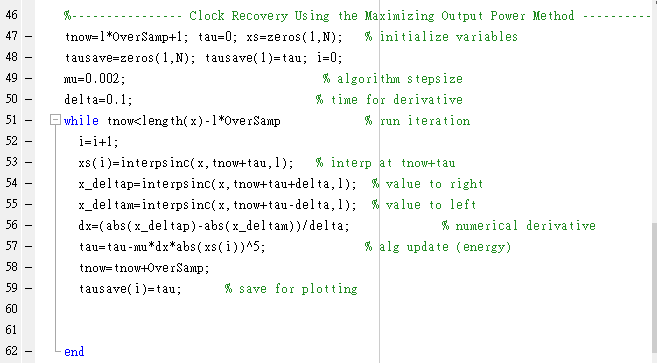 46 %---------------- Clock Recovery Using the Maximizing Output Power Method ----------
47 tnow=l*OverSamp+1; tau=0; xs=zeros(1,N); % initialize variables
48 tausave=zeros(1,N); tausave(1)=tau; i=0;
49 mu=0.002; % algorithm stepsize
50 delta=0.1; % time for derivative
51 while tnow<length(x)-l*OverSamp % run iteration
52 i=i+1;
53 xs(i)=interpsinc(x,tnow+tau,l); % interp at tnow+tau
54 x_deltap=interpsinc(x,tnow+tau+delta,l); % value to right
55 x_deltam=interpsinc(x,tnow+tau-delta,l); % value to left
56 dx=(abs(x_deltap)-abs(x_deltam))/delta; % numerical derivative
57 tau=tau-mu*dx*abs(xs(i))^5; % alg update (energy)
58 tnow=tnow+OverSamp;
59 tausave(i)=tau; % save for plotting
60
61
62 end